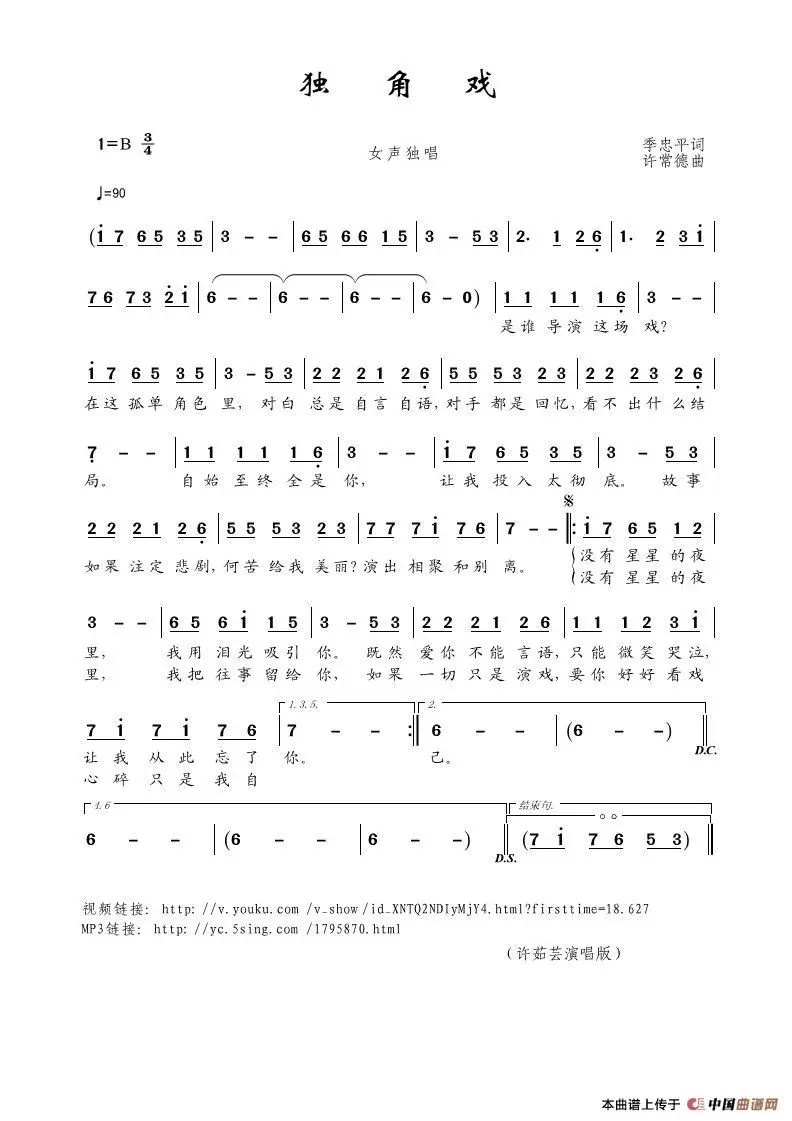 独 角 戏
1=B 3/4
女声独唱
季忠平词
许常德曲
♩=90
(i 7 6 5 3 5 | 3 - - | 6 5 6 6 1 5 | 3 - 5 3 | 2· 1 2 6̣ | 1· 2 3 i |
7 6 7 3 2̇ i | 6 - - | 6 - - | 6 - - | 6 - 0) | 1 1 1 1 1 6̣ | 3 - - |
是谁 导演 这场 戏?
i 7 6 5 3 5 | 3 - 5 3 | 2 2 2 1 2 6̣ | 5 5 5 3 2 3 | 2 2 2 3 2 6̣ |
在这 孤单 角色 里, 对白 总是 自言 自语, 对手 都是 回忆, 看不 出什 么结
7̣ - - | 1 1 1 1 1 6̣ | 3 - - | i 7 6 5 3 5 | 3 - 5 3 |
局。 自始 至终 全是 你, 让我 投入 太彻 底。 故事
2 2 2 1 2 6̣ | 5 5 5 3 2 3 | 7 7 7 i 7 6 | 7 - - 𝄋 ‖: i 7 6 5 1 2 |
如果 注定 悲剧, 何苦 给我 美丽? 演出 相聚 和别 离。 没有 星星 的夜
没有 星星 的夜
3 - - | 6 5 6 i 1 5 | 3 - 5 3 | 2 2 2 1 2 6 | 1 1 1 2 3 i |
里, 我用 泪光 吸引 你。 既然 爱你 不能 言语, 只能 微笑 哭泣,
里, 我把 往事 留给 你, 如果 一切 只是 演戏, 要你 好好 看戏
1. 3. 5. 2.
7 i 7 i 7 6 | 7 - - :‖ 6 - - | (6 - -) ‖ D.C.
让我 从此 忘了 你。 己。
心碎 只是 我自
4. 6 结束句.
6 - - | (6 - - | 6 - -) ‖ D.S. (7 i 7 6 5 3) ‖
视频链接: http: //v.youku.com /v_show /id_XNTQ2NDIyMjY4.html?firsttime=18.627
MP3链接: http: //yc.5sing.com /1795870.html
(许茹芸演唱版)
本曲谱上传于 中国曲谱网